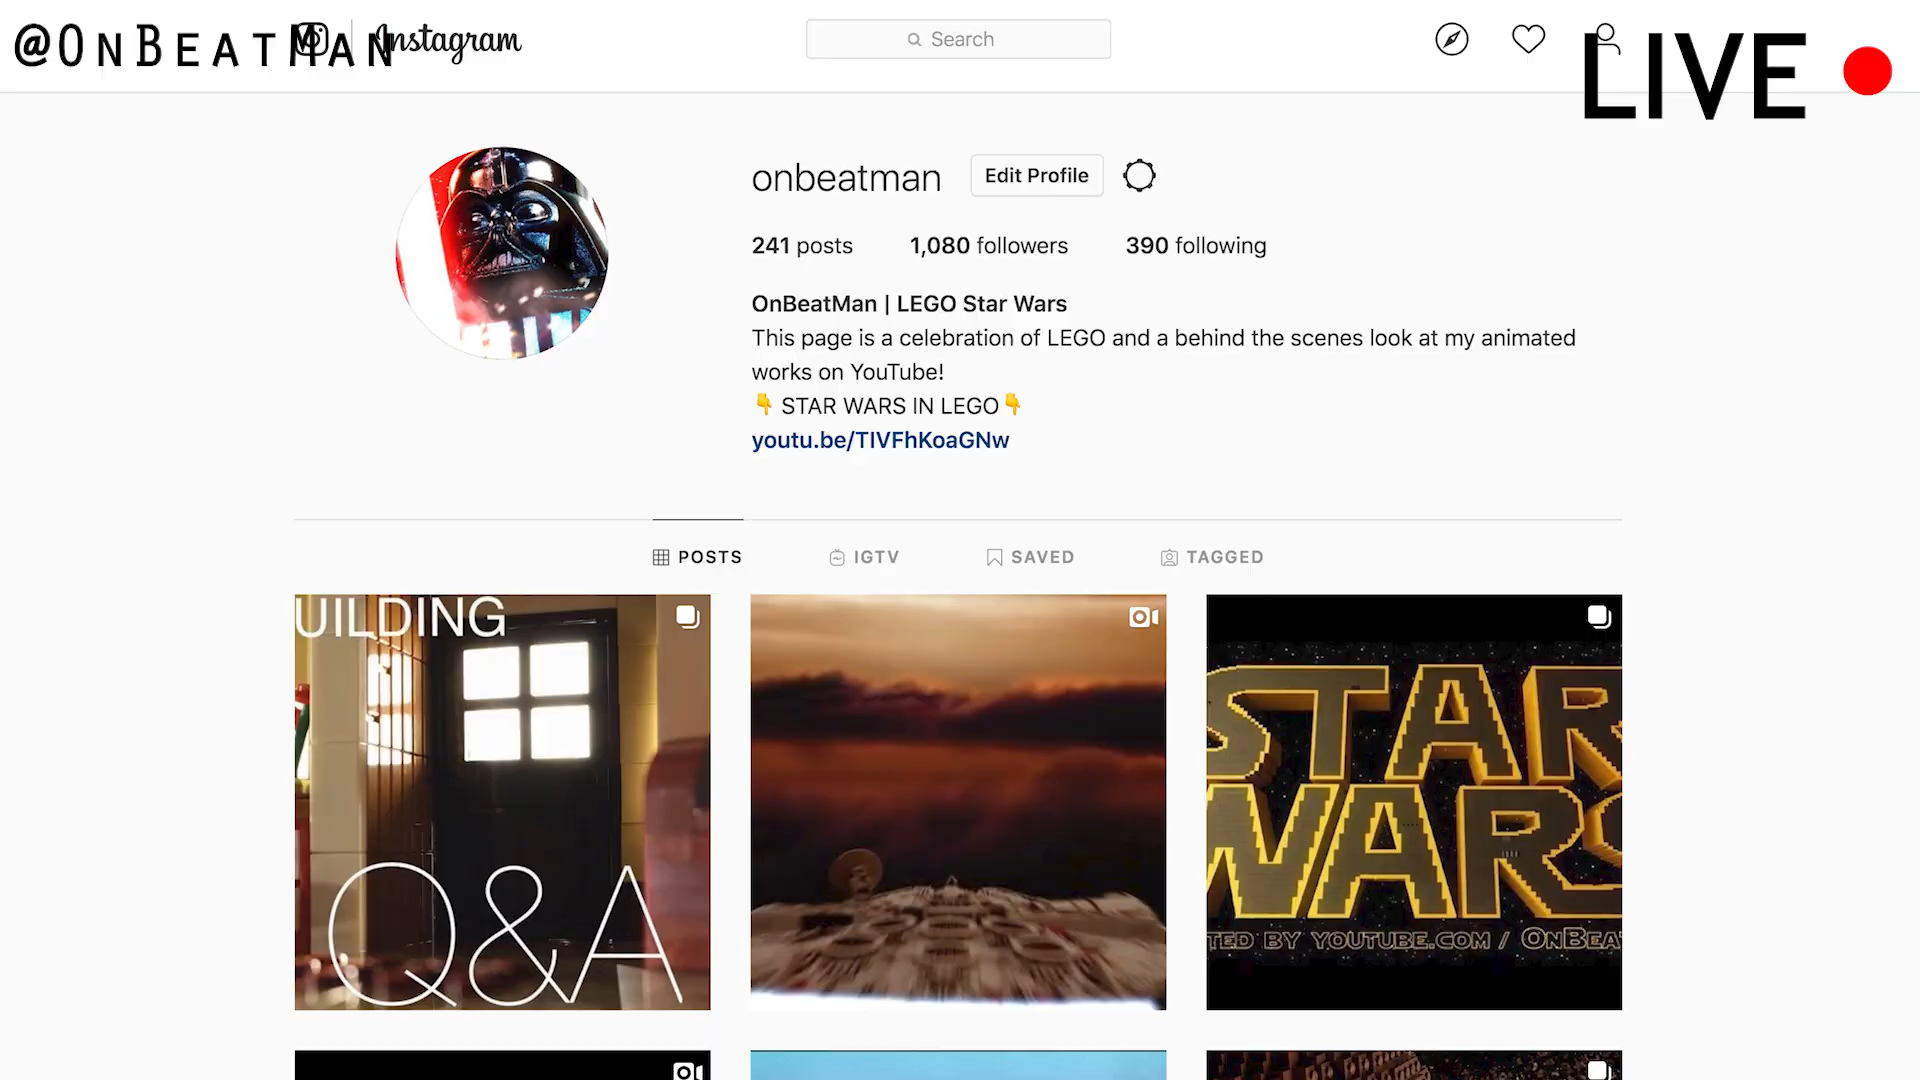 @OnBeatMan
Instagram
Search
LIVE
onbeatman
Edit Profile
241 posts
1,080 followers
390 following
OnBeatMan | LEGO Star Wars
This page is a celebration of LEGO and a behind the scenes look at my animated
works on YouTube!
👇 STAR WARS IN LEGO👇
youtu.be/TIVFhKoaGNw
POSTS
IGTV
SAVED
TAGGED
UILDING
Q&A
STAR
WARS
TED BY YOUTUBE.COM / ONBEA